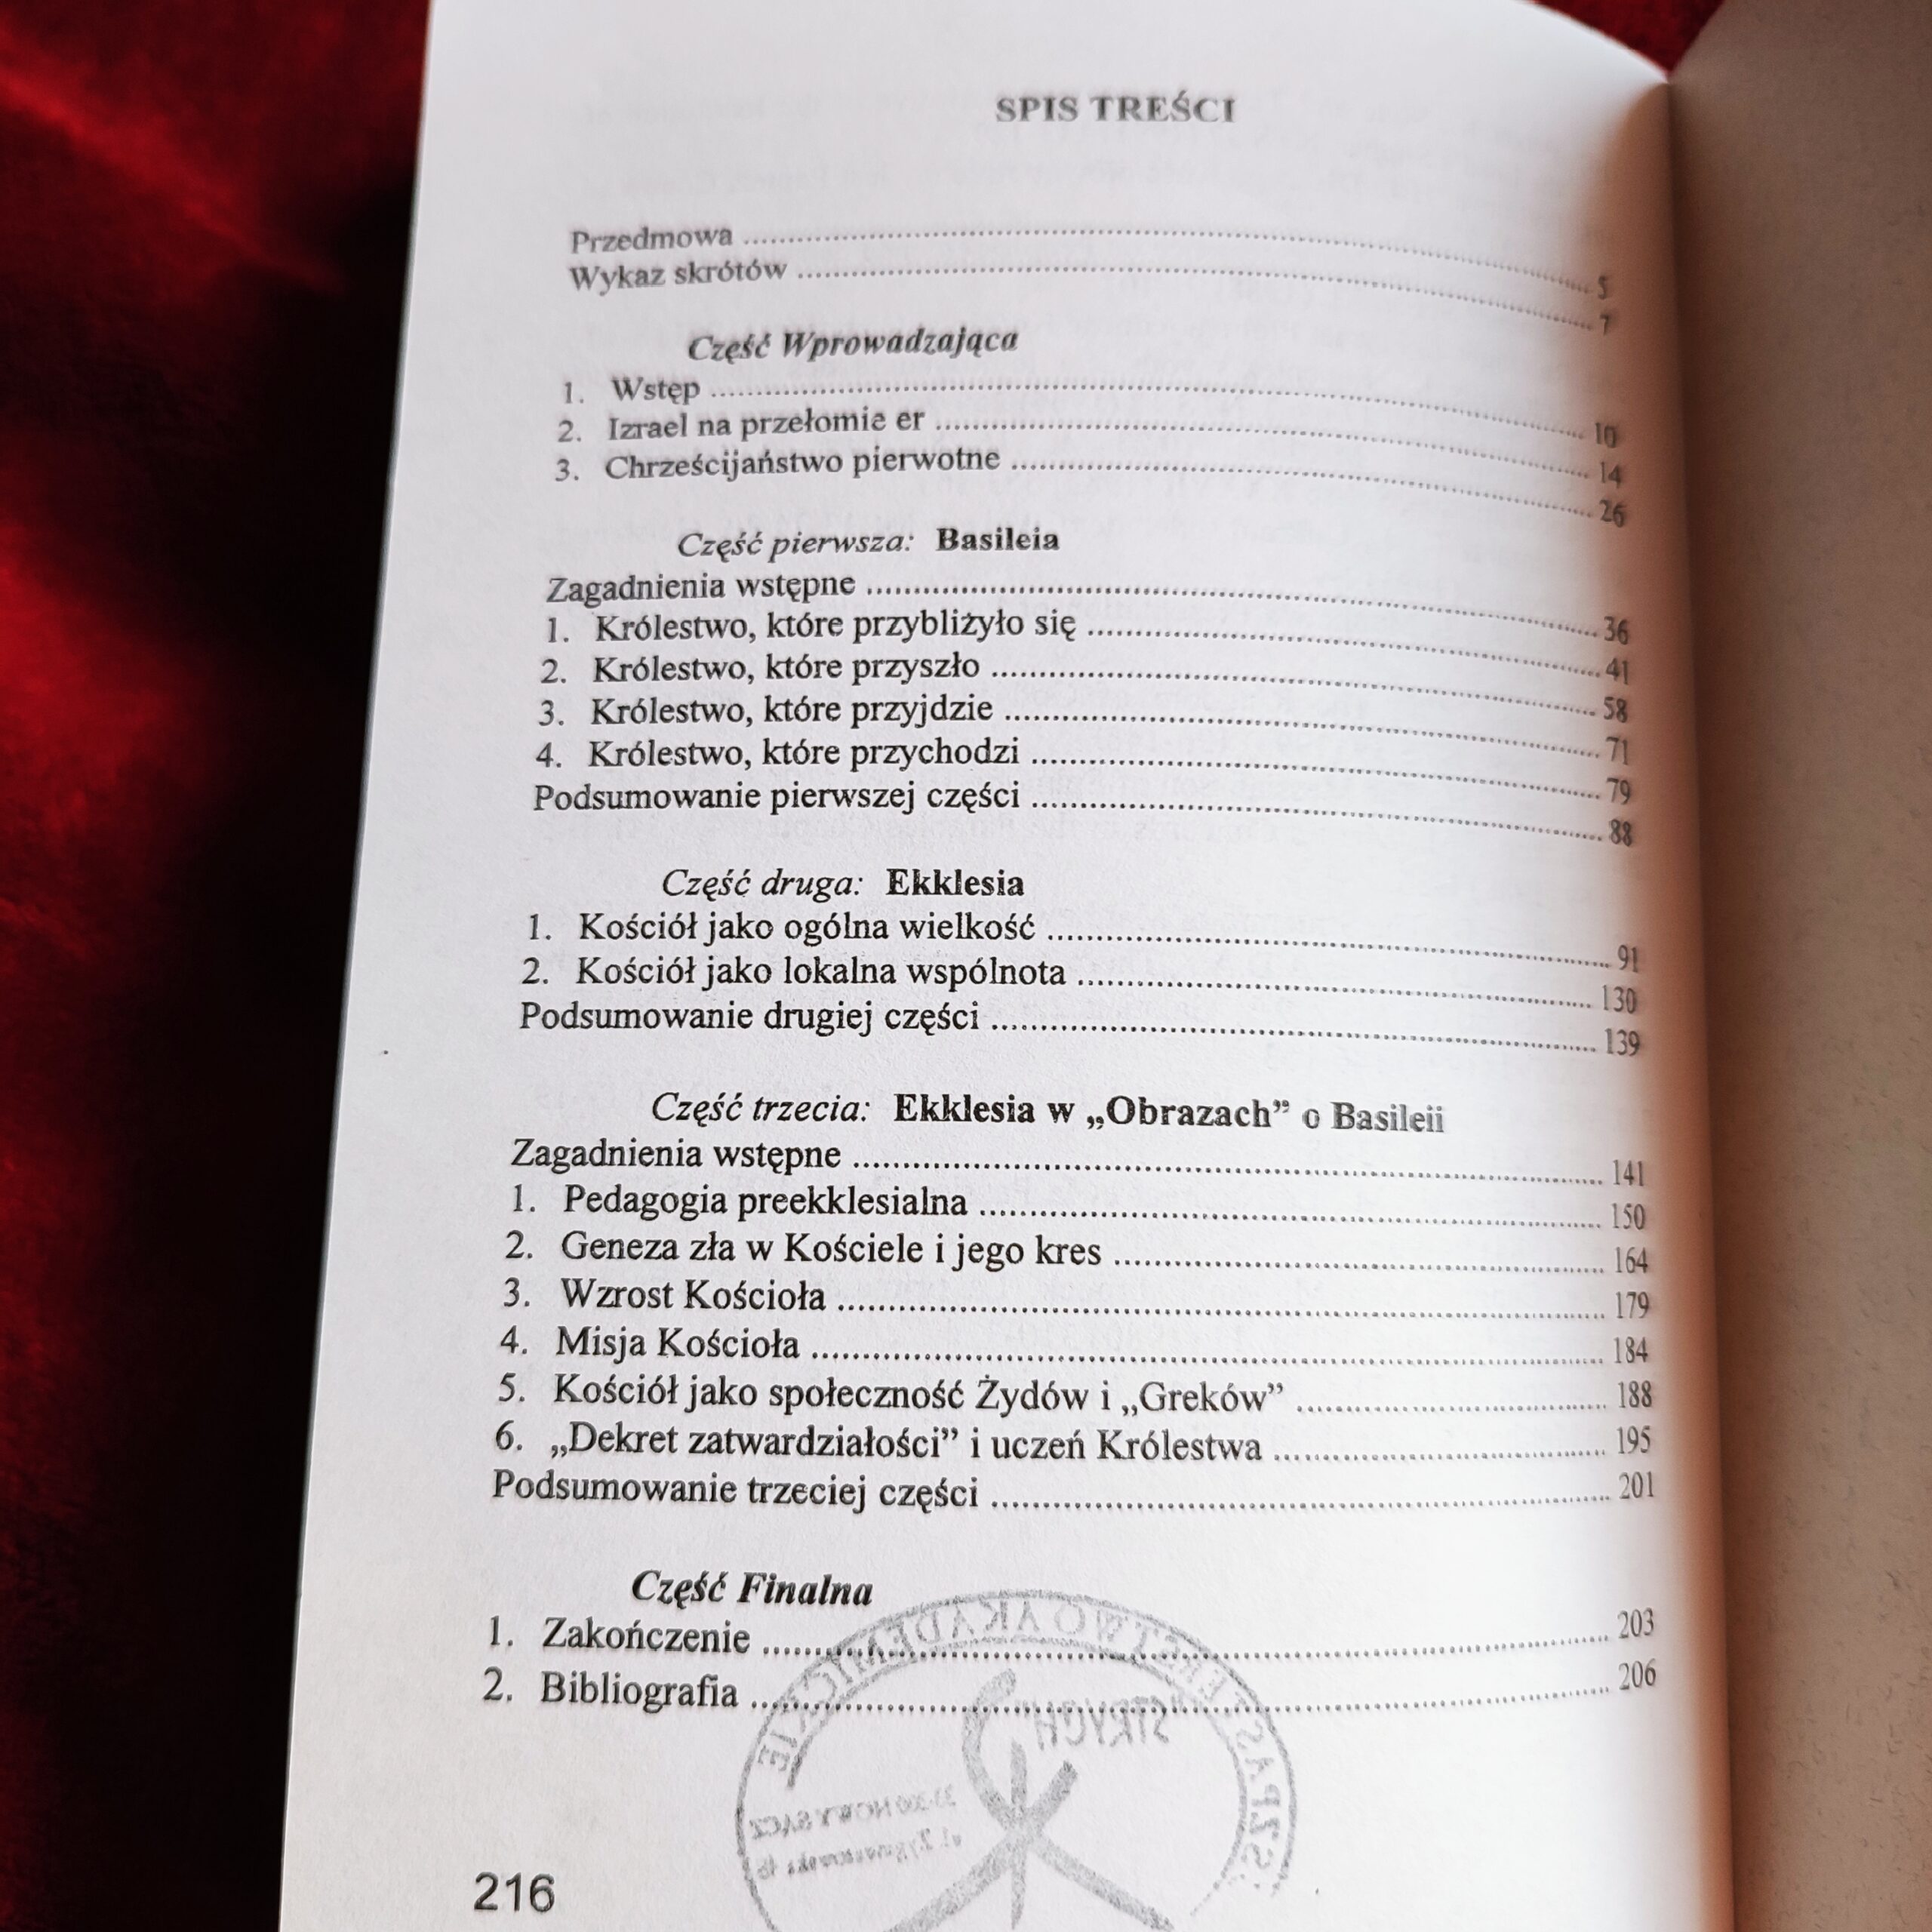 SPIS TREŚCI
Przedmowa ........ 5
Wykaz skrótów ........ 7
Część Wprowadzająca
1. Wstęp ........ 10
2. Izrael na przełomie er ........ 14
3. Chrześcijaństwo pierwotne ........ 26
Część pierwsza: Basileia
Zagadnienia wstępne ........ 36
1. Królestwo, które przybliżyło się ........ 41
2. Królestwo, które przyszło ........ 58
3. Królestwo, które przyjdzie ........ 71
4. Królestwo, które przychodzi ........ 79
Podsumowanie pierwszej części ........ 88
Część druga: Ekklesia
1. Kościół jako ogólna wielkość ........ 91
2. Kościół jako lokalna wspólnota ........ 130
Podsumowanie drugiej części ........ 139
Część trzecia: Ekklesia w „Obrazach” o Basileii
Zagadnienia wstępne ........ 141
1. Pedagogia preekklesialna ........ 150
2. Geneza zła w Kościele i jego kres ........ 164
3. Wzrost Kościoła ........ 179
4. Misja Kościoła ........ 184
5. Kościół jako społeczność Żydów i „Greków” ........ 188
6. „Dekret zatwardziałości” i uczeń Królestwa ........ 195
Podsumowanie trzeciej części ........ 201
Część Finalna
1. Zakończenie ........ 203
2. Bibliografia ........ 206
AKADEMICKIE
"STRYCH"
33-300 NOWY SĄCZ
216